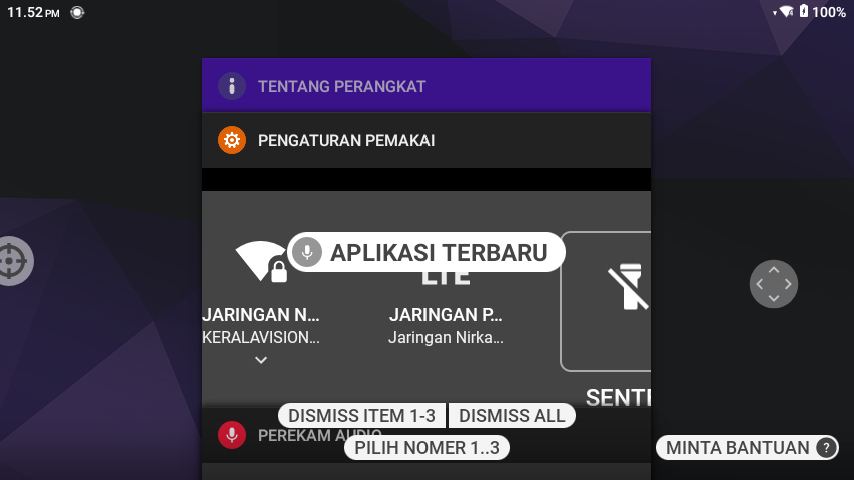 11.52 PM
100%
TENTANG PERANGKAT
PENGATURAN PEMAKAI
APLIKASI TERBARU
LTE
JARINGAN N...
JARINGAN P...
KERALAVISION...
Jaringan Nirka...
SENTE
DISMISS ITEM 1-3
DISMISS ALL
PEREKAM AUDIO
PILIH NOMER 1..3
MINTA BANTUAN ?